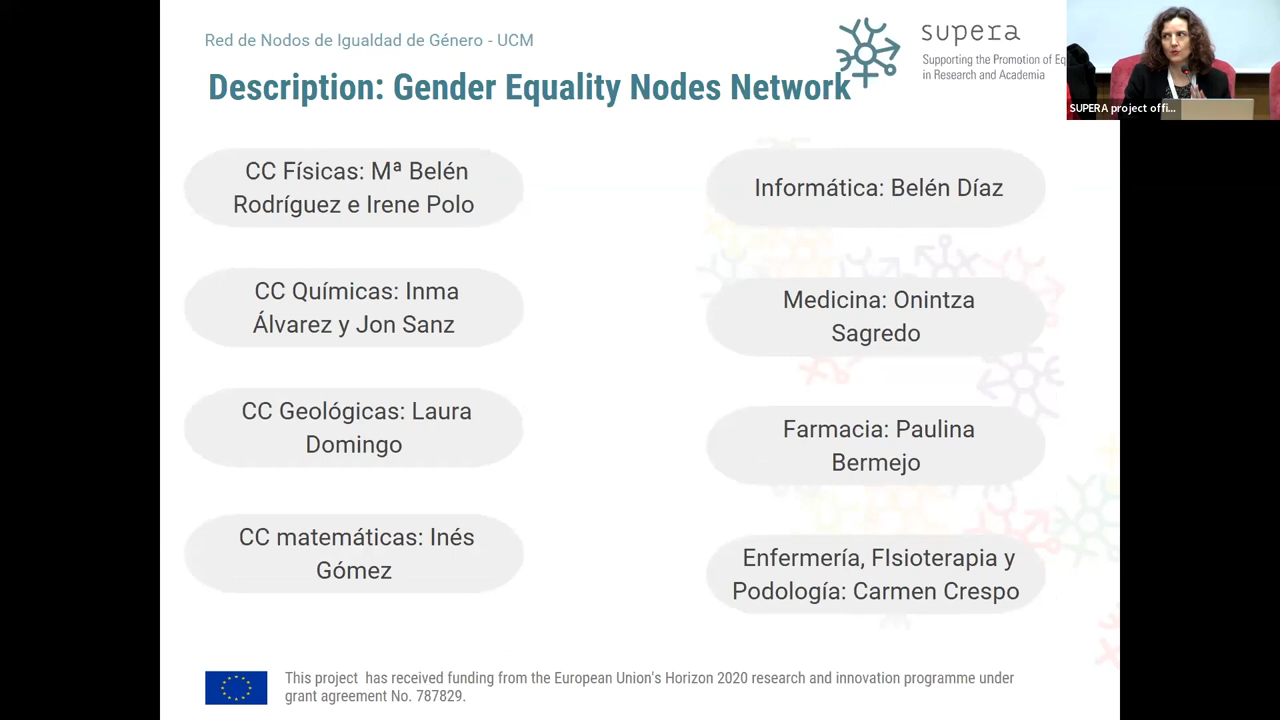 Red de Nodos de Igualdad de Género - UCM
Description: Gender Equality Nodes Network
supera
Supporting the Promotion of Eq
in Research and Academia
SUPERA project offi...
CC Físicas: Mª Belén
Rodríguez e Irene Polo
CC Químicas: Inma
Álvarez y Jon Sanz
CC Geológicas: Laura
Domingo
CC matemáticas: Inés
Gómez
Informática: Belén Díaz
Medicina: Onintza
Sagredo
Farmacia: Paulina
Bermejo
Enfermería, FIsioterapia y
Podología: Carmen Crespo
This project has received funding from the European Union's Horizon 2020 research and innovation programme under
grant agreement No. 787829.